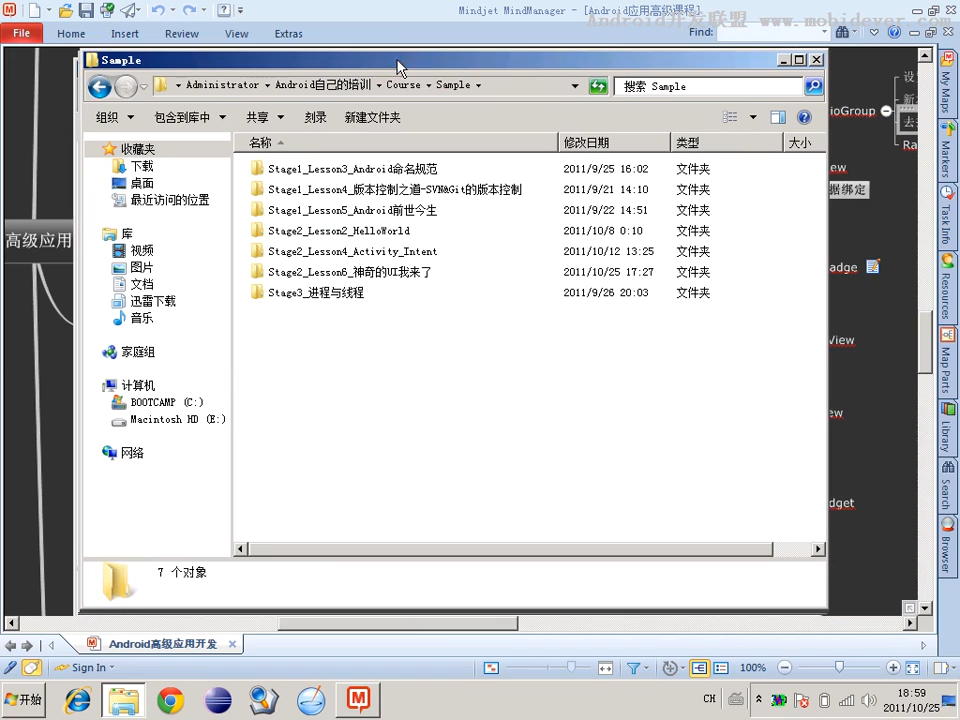 Mindjet MindManager - [Android应用高级课程]
Android开发联盟 www.mobidever.com
File Home Insert Review View Extras Find:
Sample
Administrator Android自己的培训 Course Sample
搜索 Sample
组织 包含到库中 共享 刻录 新建文件夹
名称 修改日期 类型 大小
Stage1_Lesson3_Android命名规范 2011/9/25 16:02 文件夹
Stage1_Lesson4_版本控制之道-SVN&Git的版本控制 2011/9/21 14:10 文件夹
Stage1_Lesson5_Android前世今生 2011/9/22 14:51 文件夹
Stage2_Lesson2_HelloWorld 2011/10/8 0:10 文件夹
Stage2_Lesson4_Activity_Intent 2011/10/12 13:25 文件夹
Stage2_Lesson6_神奇的UI我来了 2011/10/25 17:27 文件夹
Stage3_进程与线程 2011/9/26 20:03 文件夹
收藏夹
下载
桌面
最近访问的位置
库
视频
图片
文档
迅雷下载
音乐
家庭组
计算机
BOOTCAMP (C:)
Macintosh HD (E:)
网络
7 个对象
高级应用
ioGroup
设
Ra
ew
据绑定
adge
View
ew
dget
My Maps
Markers
Task Info
Resources
Map Parts
Library
Search
Browser
Android高级应用开发
Sign In
100%
开始
CH
18:59
2011/10/25